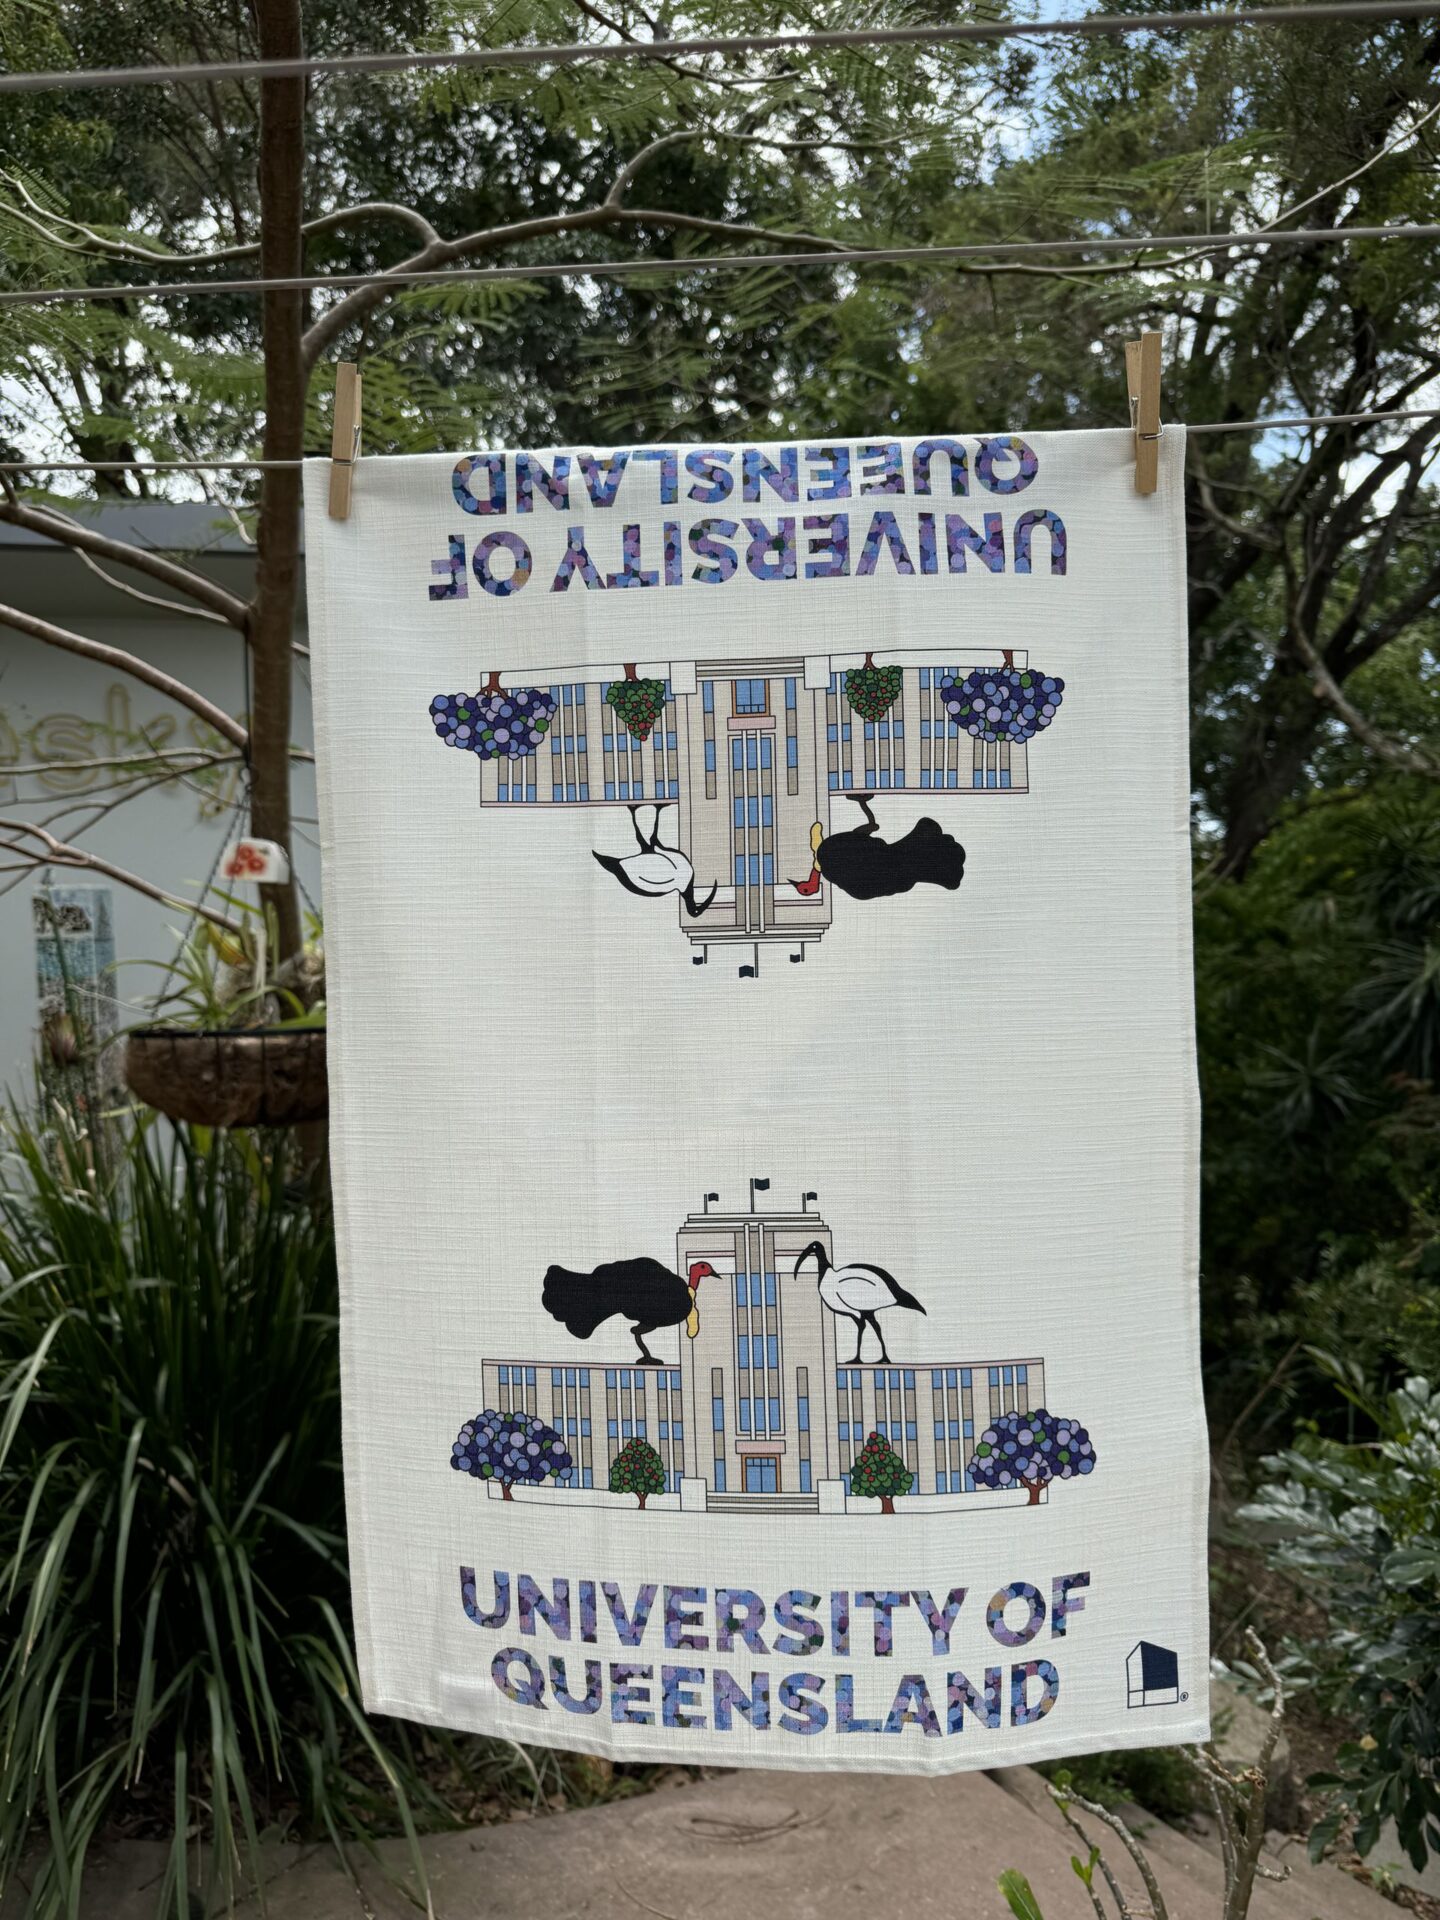 QUEENSLAND
UNIVERSITY OF
UNIVERSITY OF
QUEENSLAND
®